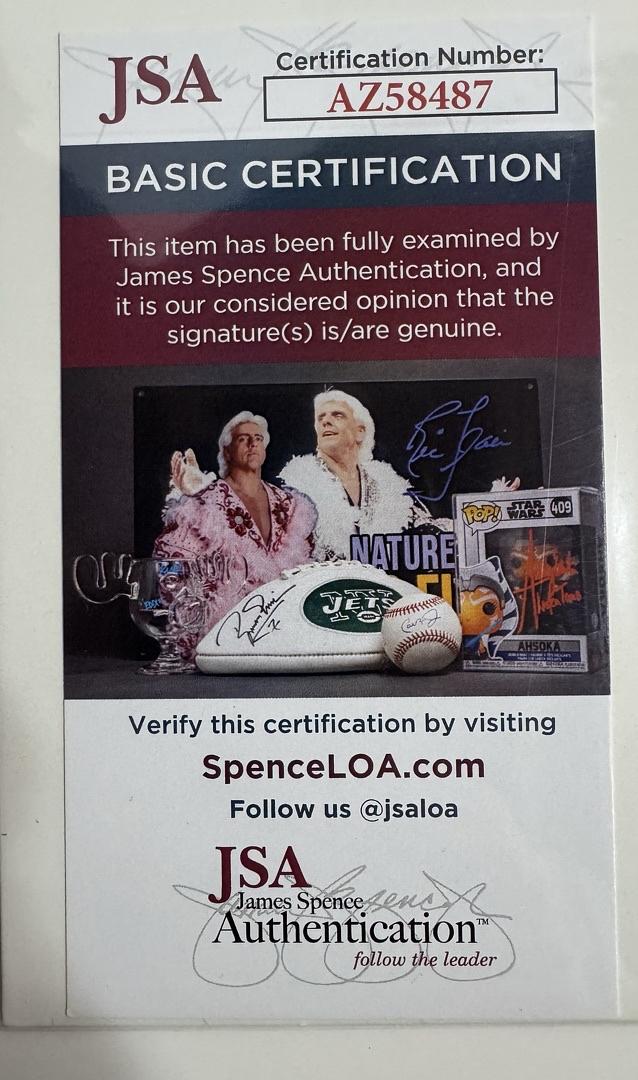 JSA
Certification Number:
AZ58487
BASIC CERTIFICATION
This item has been fully examined by
James Spence Authentication, and
it is our considered opinion that the
signature(s) is/are genuine.
NATURE
POP!
STAR
WARS
409
JETS
AHSOKA
Verify this certification by visiting
SpenceLOA.com
Follow us @jsaloa
JSA
James Spence
Authentication™
follow the leader